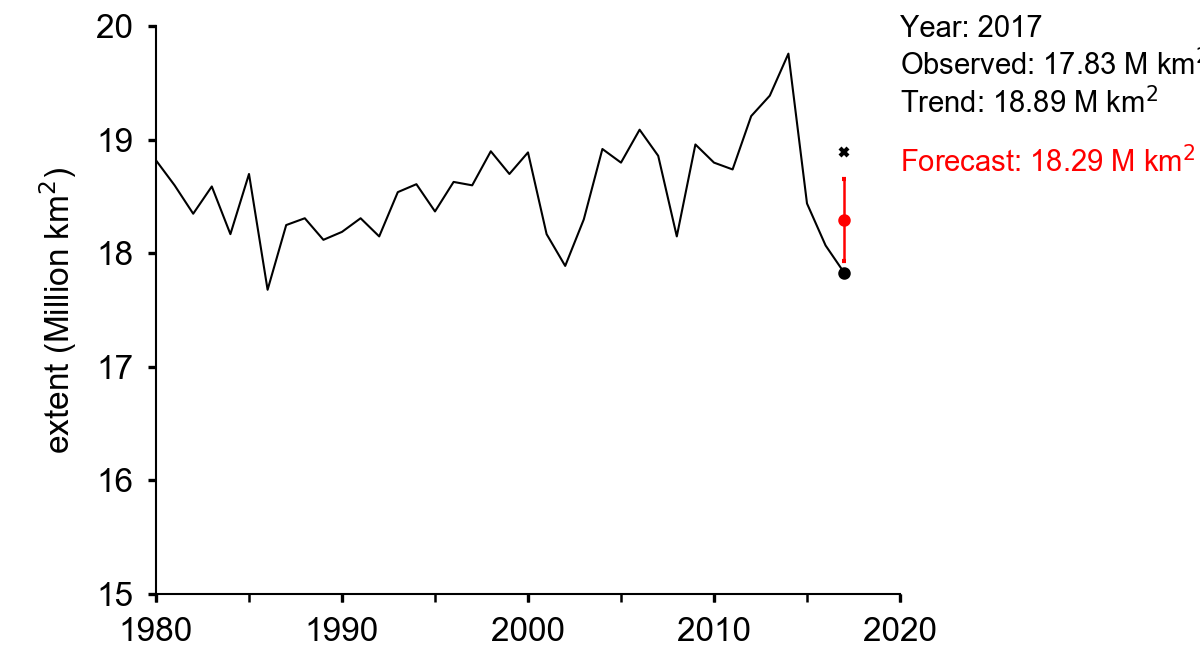 Year: 2017
Observed: 17.83 M km²
Trend: 18.89 M km²
Forecast: 18.29 M km²
extent (Million km²)
20
19
18
17
16
15
1980 1990 2000 2010 2020